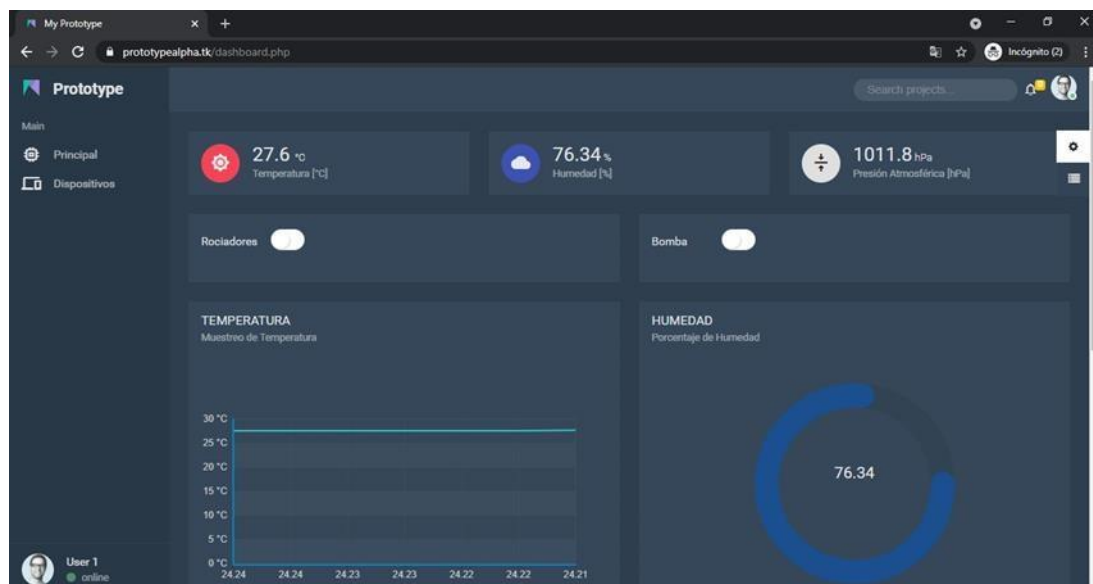 My Prototype
prototypealpha.tk/dashboard.php
Incógnito (2)
Prototype
Search projects...
Main
Principal
Dispositivos
27.6 °C
Temperatura [°C]
76.34 %
Humedad [%]
1011.8 hPa
Presión Atmosférica [hPa]
Rociadores
Bomba
TEMPERATURA
Muestreo de Temperatura
30 °C
25 °C
20 °C
15 °C
10 °C
5 °C
0 °C
24.24 24.24 24.23 24.23 24.22 24.22 24.21
HUMEDAD
Porcentaje de Humedad
76.34
User 1
online